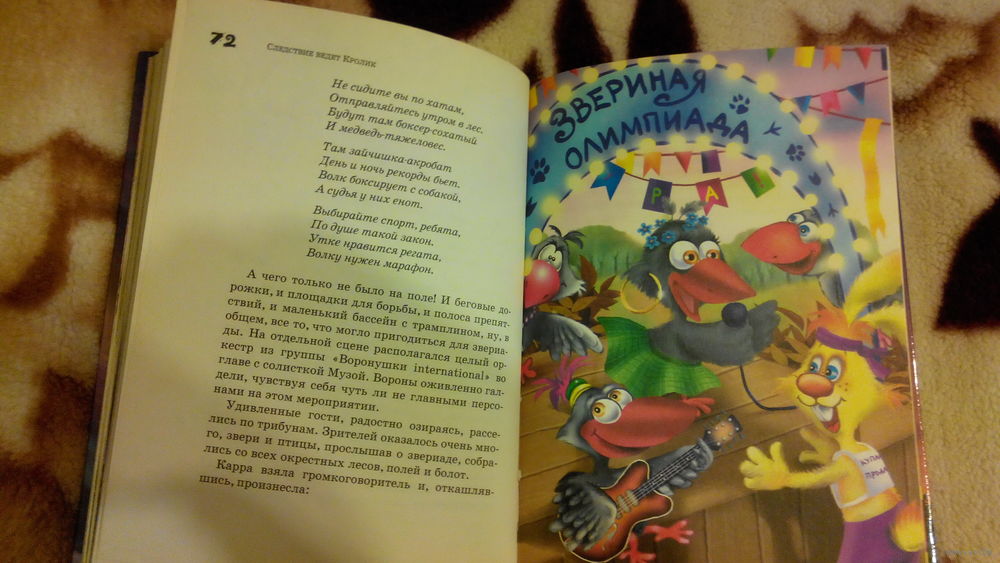 72
Следствие ведет Кролик
Не сидите вы по хатам,
Отправляйтесь утром в лес.
Будут там боксер-сохатый
И медведь-тяжеловес.
Там зайчишка-акробат
День и ночь рекорды бьет.
Волк боксирует с собакой,
А судья у них енот.
Выбирайте спорт, ребята,
По душе такой закон.
Утке нравится регата,
Волку нужен марафон.
А чего только не было на поле! И беговые до-
рожки, и площадки для борьбы, и полоса препят-
ствий, и маленький бассейн с трамплином, ну, в
общем, все то, что могло пригодиться для звериа-
ды. На отдельной сцене располагался целый ор-
кестр из группы «Воронушки international» во
главе с солисткой Музой. Вороны оживленно гал-
дели, чувствуя себя чуть ли не главными персо-
нами на этом мероприятии.
Удивленные гости, радостно озираясь, рассе-
лись по трибунам. Зрителей оказалось очень мно-
го, звери и птицы, прослышав о звериаде, собра-
лись со всех окрестных лесов, полей и болот.
Карра взяла громкоговоритель и, откашляв-
шись, произнесла:
ЗВЕРИНАЯ
ОЛИМПИАДА
РА!